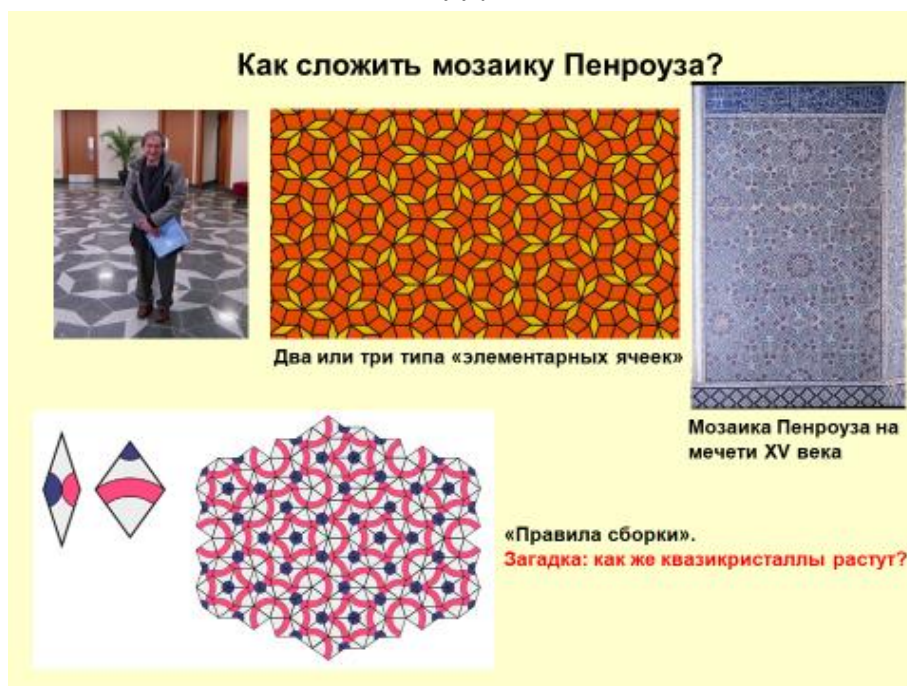 Как сложить мозаику Пенроуза?
Два или три типа «элементарных ячеек»
Мозаика Пенроуза на
мечети XV века
«Правила сборки».
Загадка: как же квазикристаллы растут?